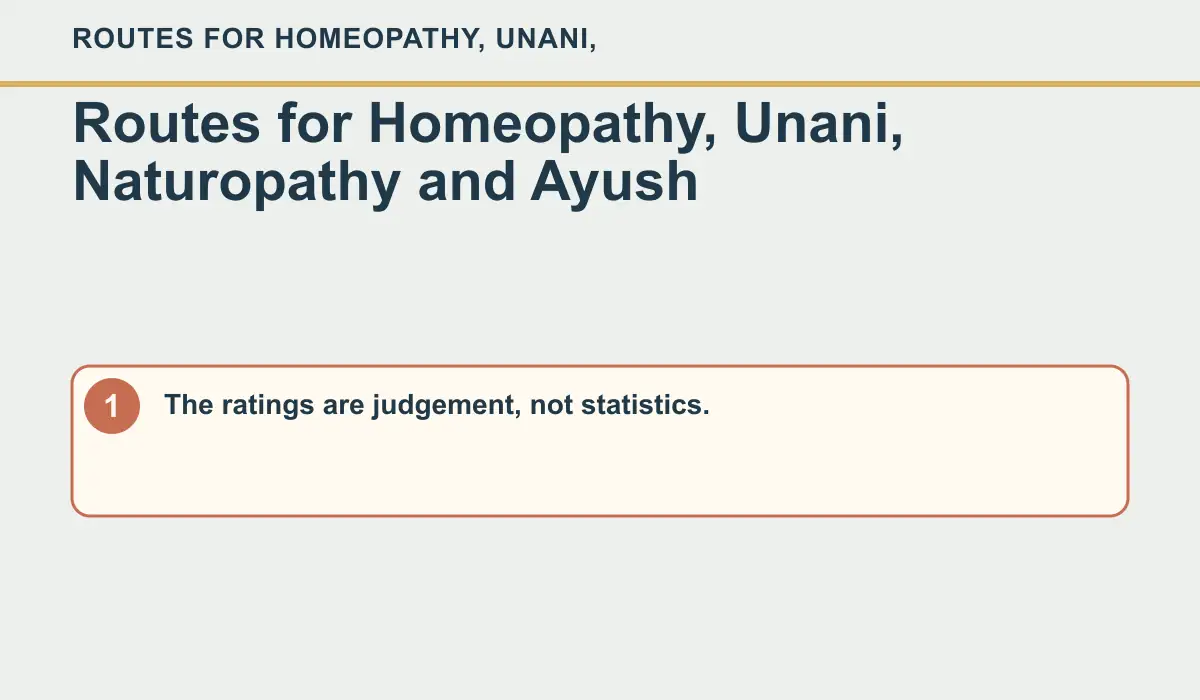 ROUTES FOR HOMEOPATHY, UNANI,
Routes for Homeopathy, Unani,
Naturopathy and Ayush
1 The ratings are judgement, not statistics.